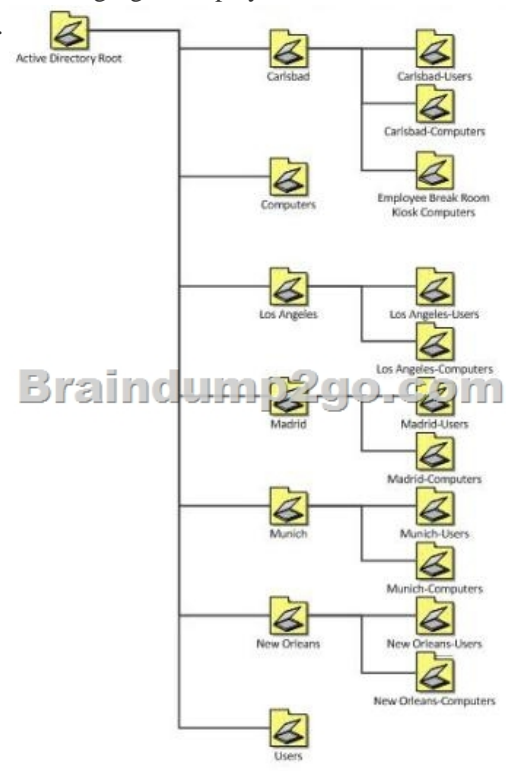 Active Directory Root
Carlsbad
Carlsbad-Users
Carlsbad-Computers
Computers
Employee Break Room
Kiosk Computers
Los Angeles
Los Angeles-Users
Los Angeles-Computers
Braindump2go.com
Madrid
Madrid-Users
Madrid-Computers
Munich
Munich-Users
Munich-Computers
New Orleans
New Orleans-Users
New Orleans-Computers
Users